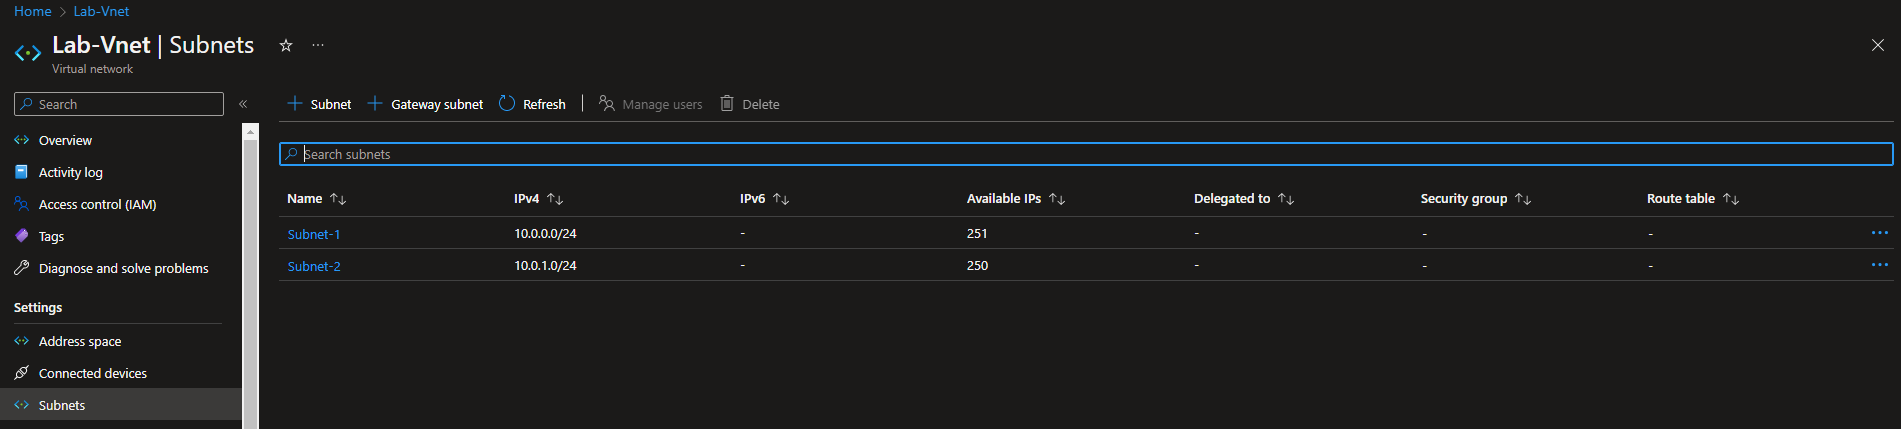 Home > Lab-Vnet
Lab-Vnet | Subnets
Virtual network
Search
Overview
Activity log
Access control (IAM)
Tags
Diagnose and solve problems
Settings
Address space
Connected devices
Subnets
Subnet Gateway subnet Refresh Manage users Delete
Search subnets
Name IPv4 IPv6 Available IPs Delegated to Security group Route table
Subnet-1 10.0.0.0/24 - 251 - - -
Subnet-2 10.0.1.0/24 - 250 - - -